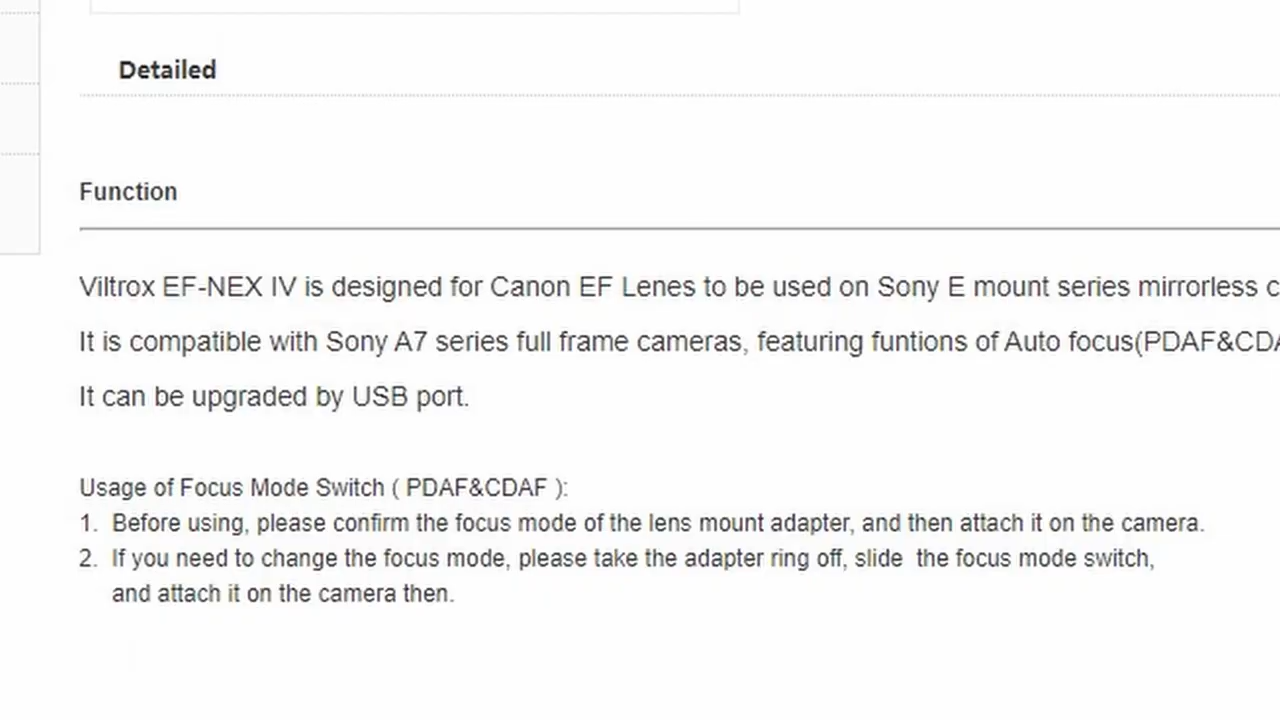 Detailed
Function
Viltrox EF-NEX IV is designed for Canon EF Lenes to be used on Sony E mount series mirrorless
It is compatible with Sony A7 series full frame cameras, featuring funtions of Auto focus(PDAF&CDA
It can be upgraded by USB port.
Usage of Focus Mode Switch ( PDAF&CDAF ):
1. Before using, please confirm the focus mode of the lens mount adapter, and then attach it on the camera.
2. If you need to change the focus mode, please take the adapter ring off, slide the focus mode switch,
and attach it on the camera then.